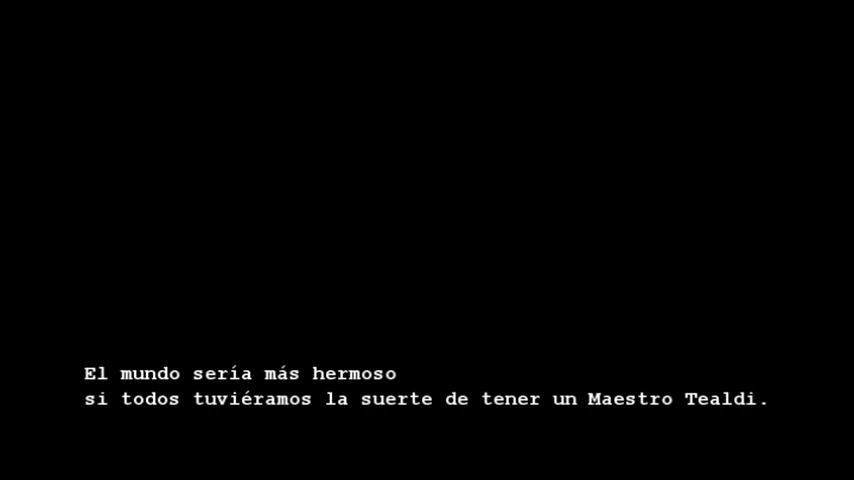 El mundo sería más hermoso
si todos tuviéramos la suerte de tener un Maestro Tealdi.